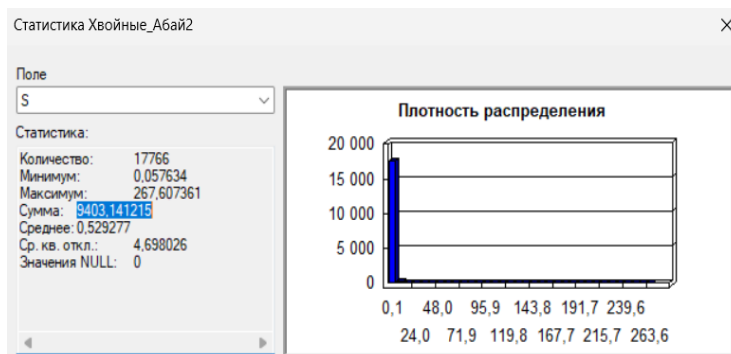 Статистика Хвойные_Абай2
Поле
S
Статистика:
Количество: 17766
Минимум: 0,057634
Максимум: 267,607361
Сумма: 9403,141215
Среднее: 0,529277
Ср. кв. откл.: 4,698026
Значения NULL: 0
Плотность распределения
20 000
15 000
10 000
5 000
0
0,1 48,0 95,9 143,8 191,7 239,6
24,0 71,9 119,8 167,7 215,7 263,6